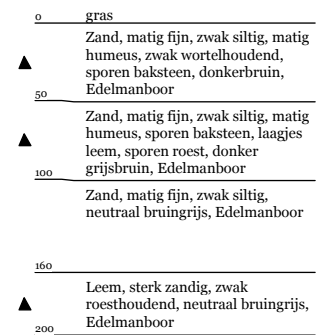 0 gras
Zand, matig fijn, zwak siltig, matig
humeus, zwak wortelhoudend,
sporen baksteen, donkerbruin,
Edelmanboor
50
Zand, matig fijn, zwak siltig, matig
humeus, sporen baksteen, laagjes
leem, sporen roest, donker
grijsbruin, Edelmanboor
100
Zand, matig fijn, zwak siltig,
neutraal bruingrijs, Edelmanboor
160
Leem, sterk zandig, zwak
roesthoudend, neutraal bruingrijs,
Edelmanboor
200